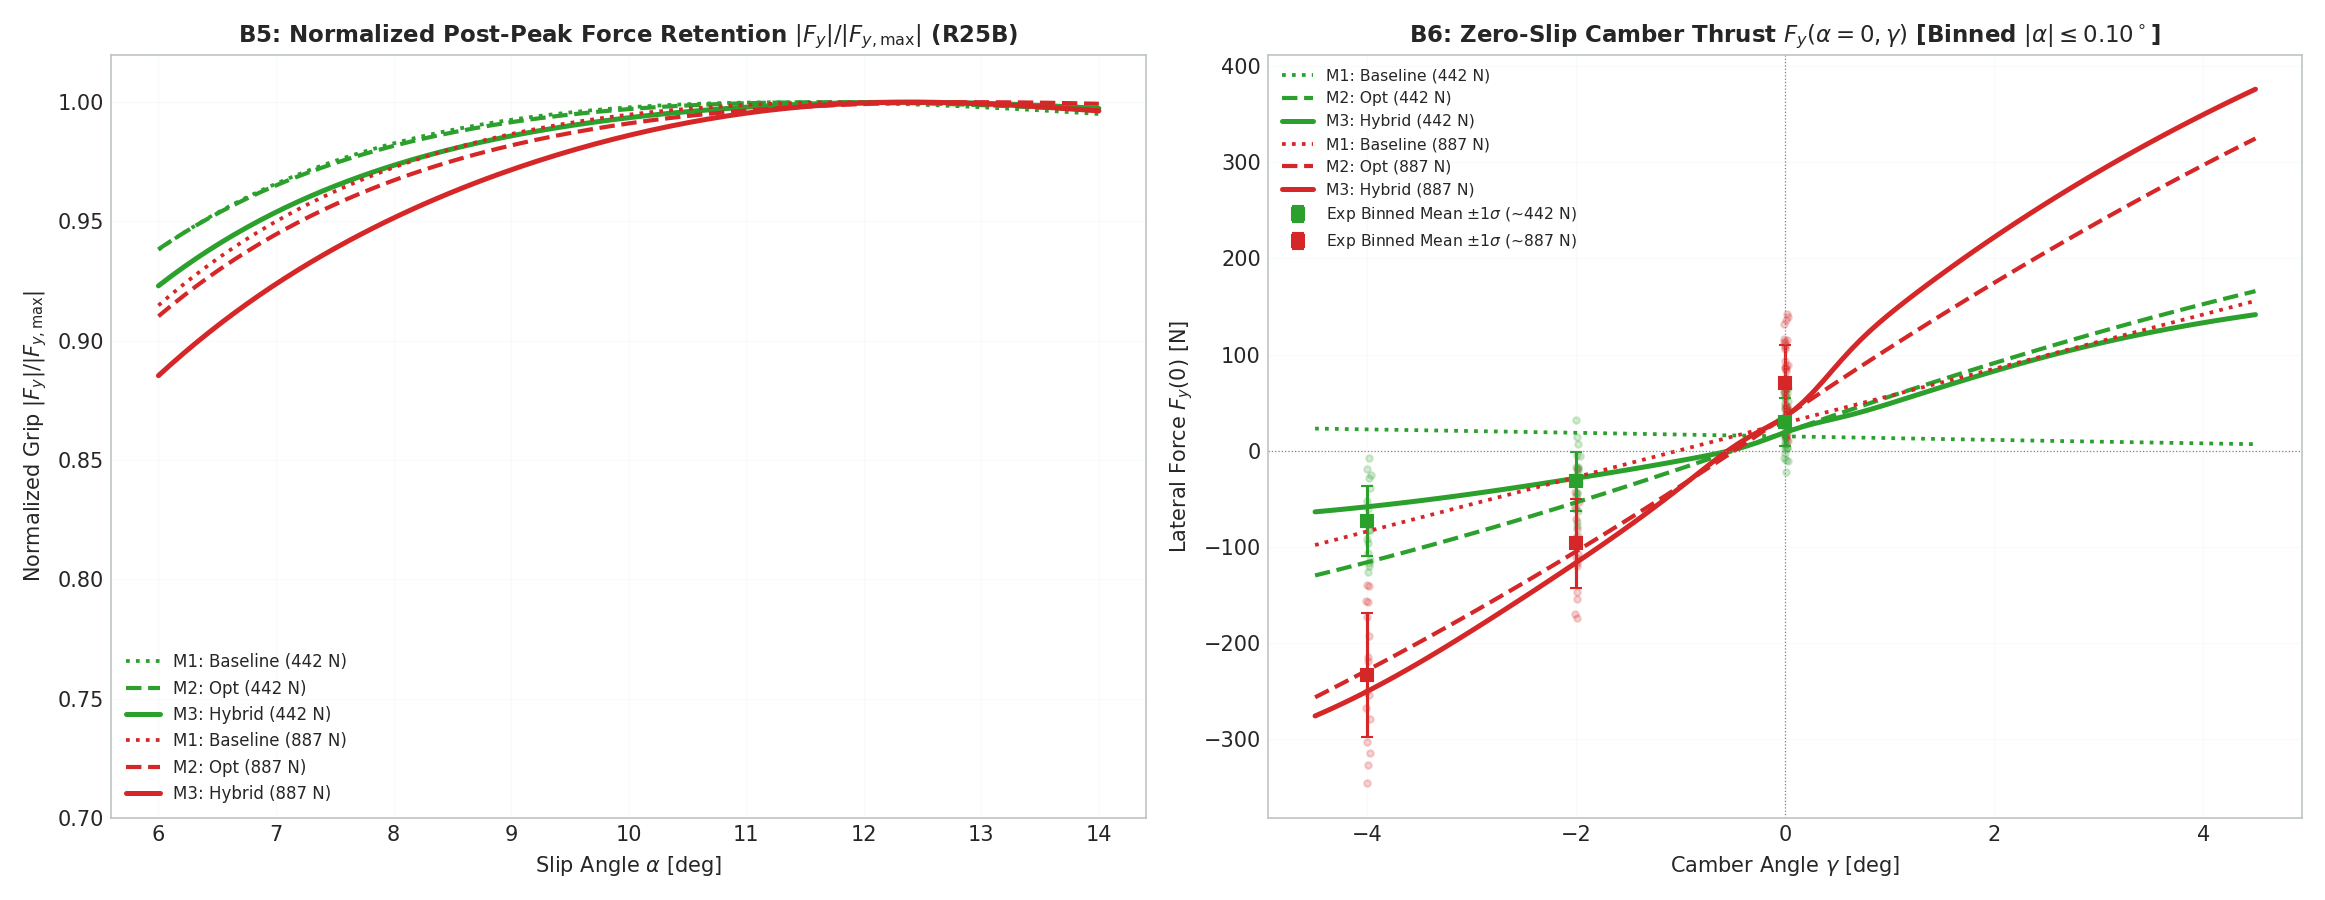 B5: Normalized Post-Peak Force Retention |F_y|/|F_{y,max}| (R25B)
1.00
0.95
0.90
0.85
0.80
0.75
0.70
Normalized Grip |F_y|/|F_{y,max}|
M1: Baseline (442 N)
M2: Opt (442 N)
M3: Hybrid (442 N)
M1: Baseline (887 N)
M2: Opt (887 N)
M3: Hybrid (887 N)
6 7 8 9 10 11 12 13 14
Slip Angle α [deg]
B6: Zero-Slip Camber Thrust F_y(α = 0, γ) [Binned |α| ≤ 0.10°]
400
300
200
100
0
−100
−200
−300
Lateral Force F_y(0) [N]
M1: Baseline (442 N)
M2: Opt (442 N)
M3: Hybrid (442 N)
M1: Baseline (887 N)
M2: Opt (887 N)
M3: Hybrid (887 N)
Exp Binned Mean ±1σ (~442 N)
Exp Binned Mean ±1σ (~887 N)
−4 −2 0 2 4
Camber Angle γ [deg]